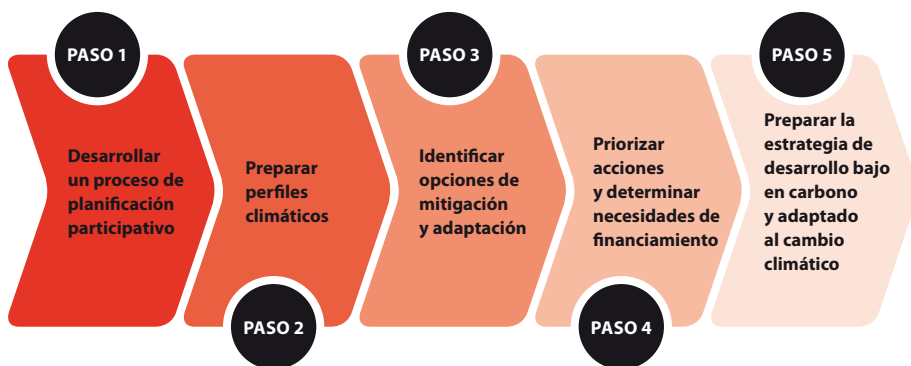 PASO 1
Desarrollar
un proceso de
planificación
participativo
PASO 2
Preparar
perfiles
climáticos
PASO 3
Identificar
opciones de
mitigación
y adaptación
PASO 4
Priorizar
acciones
y determinar
necesidades de
financiamiento
PASO 5
Preparar la
estrategia de
desarrollo bajo
en carbono
y adaptado
al cambio
climático